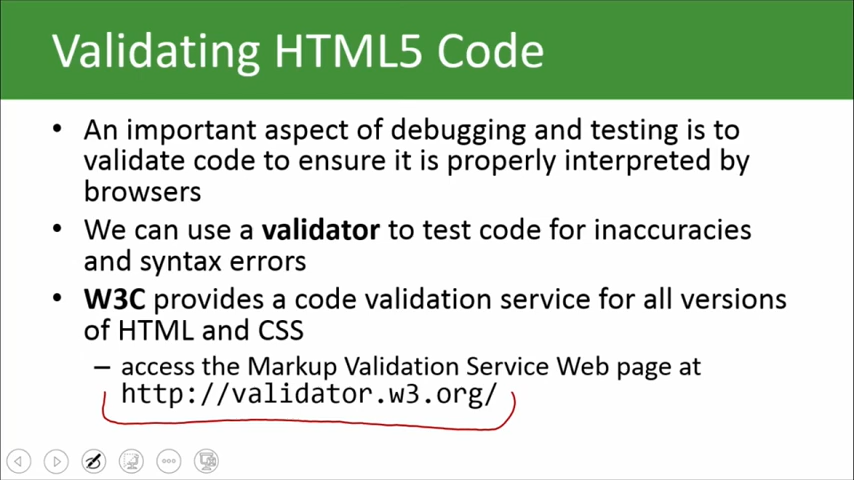 Validating HTML5 Code
• An important aspect of debugging and testing is to
validate code to ensure it is properly interpreted by
browsers
• We can use a validator to test code for inaccuracies
and syntax errors
• W3C provides a code validation service for all versions
of HTML and CSS
– access the Markup Validation Service Web page at
http://validator.w3.org/